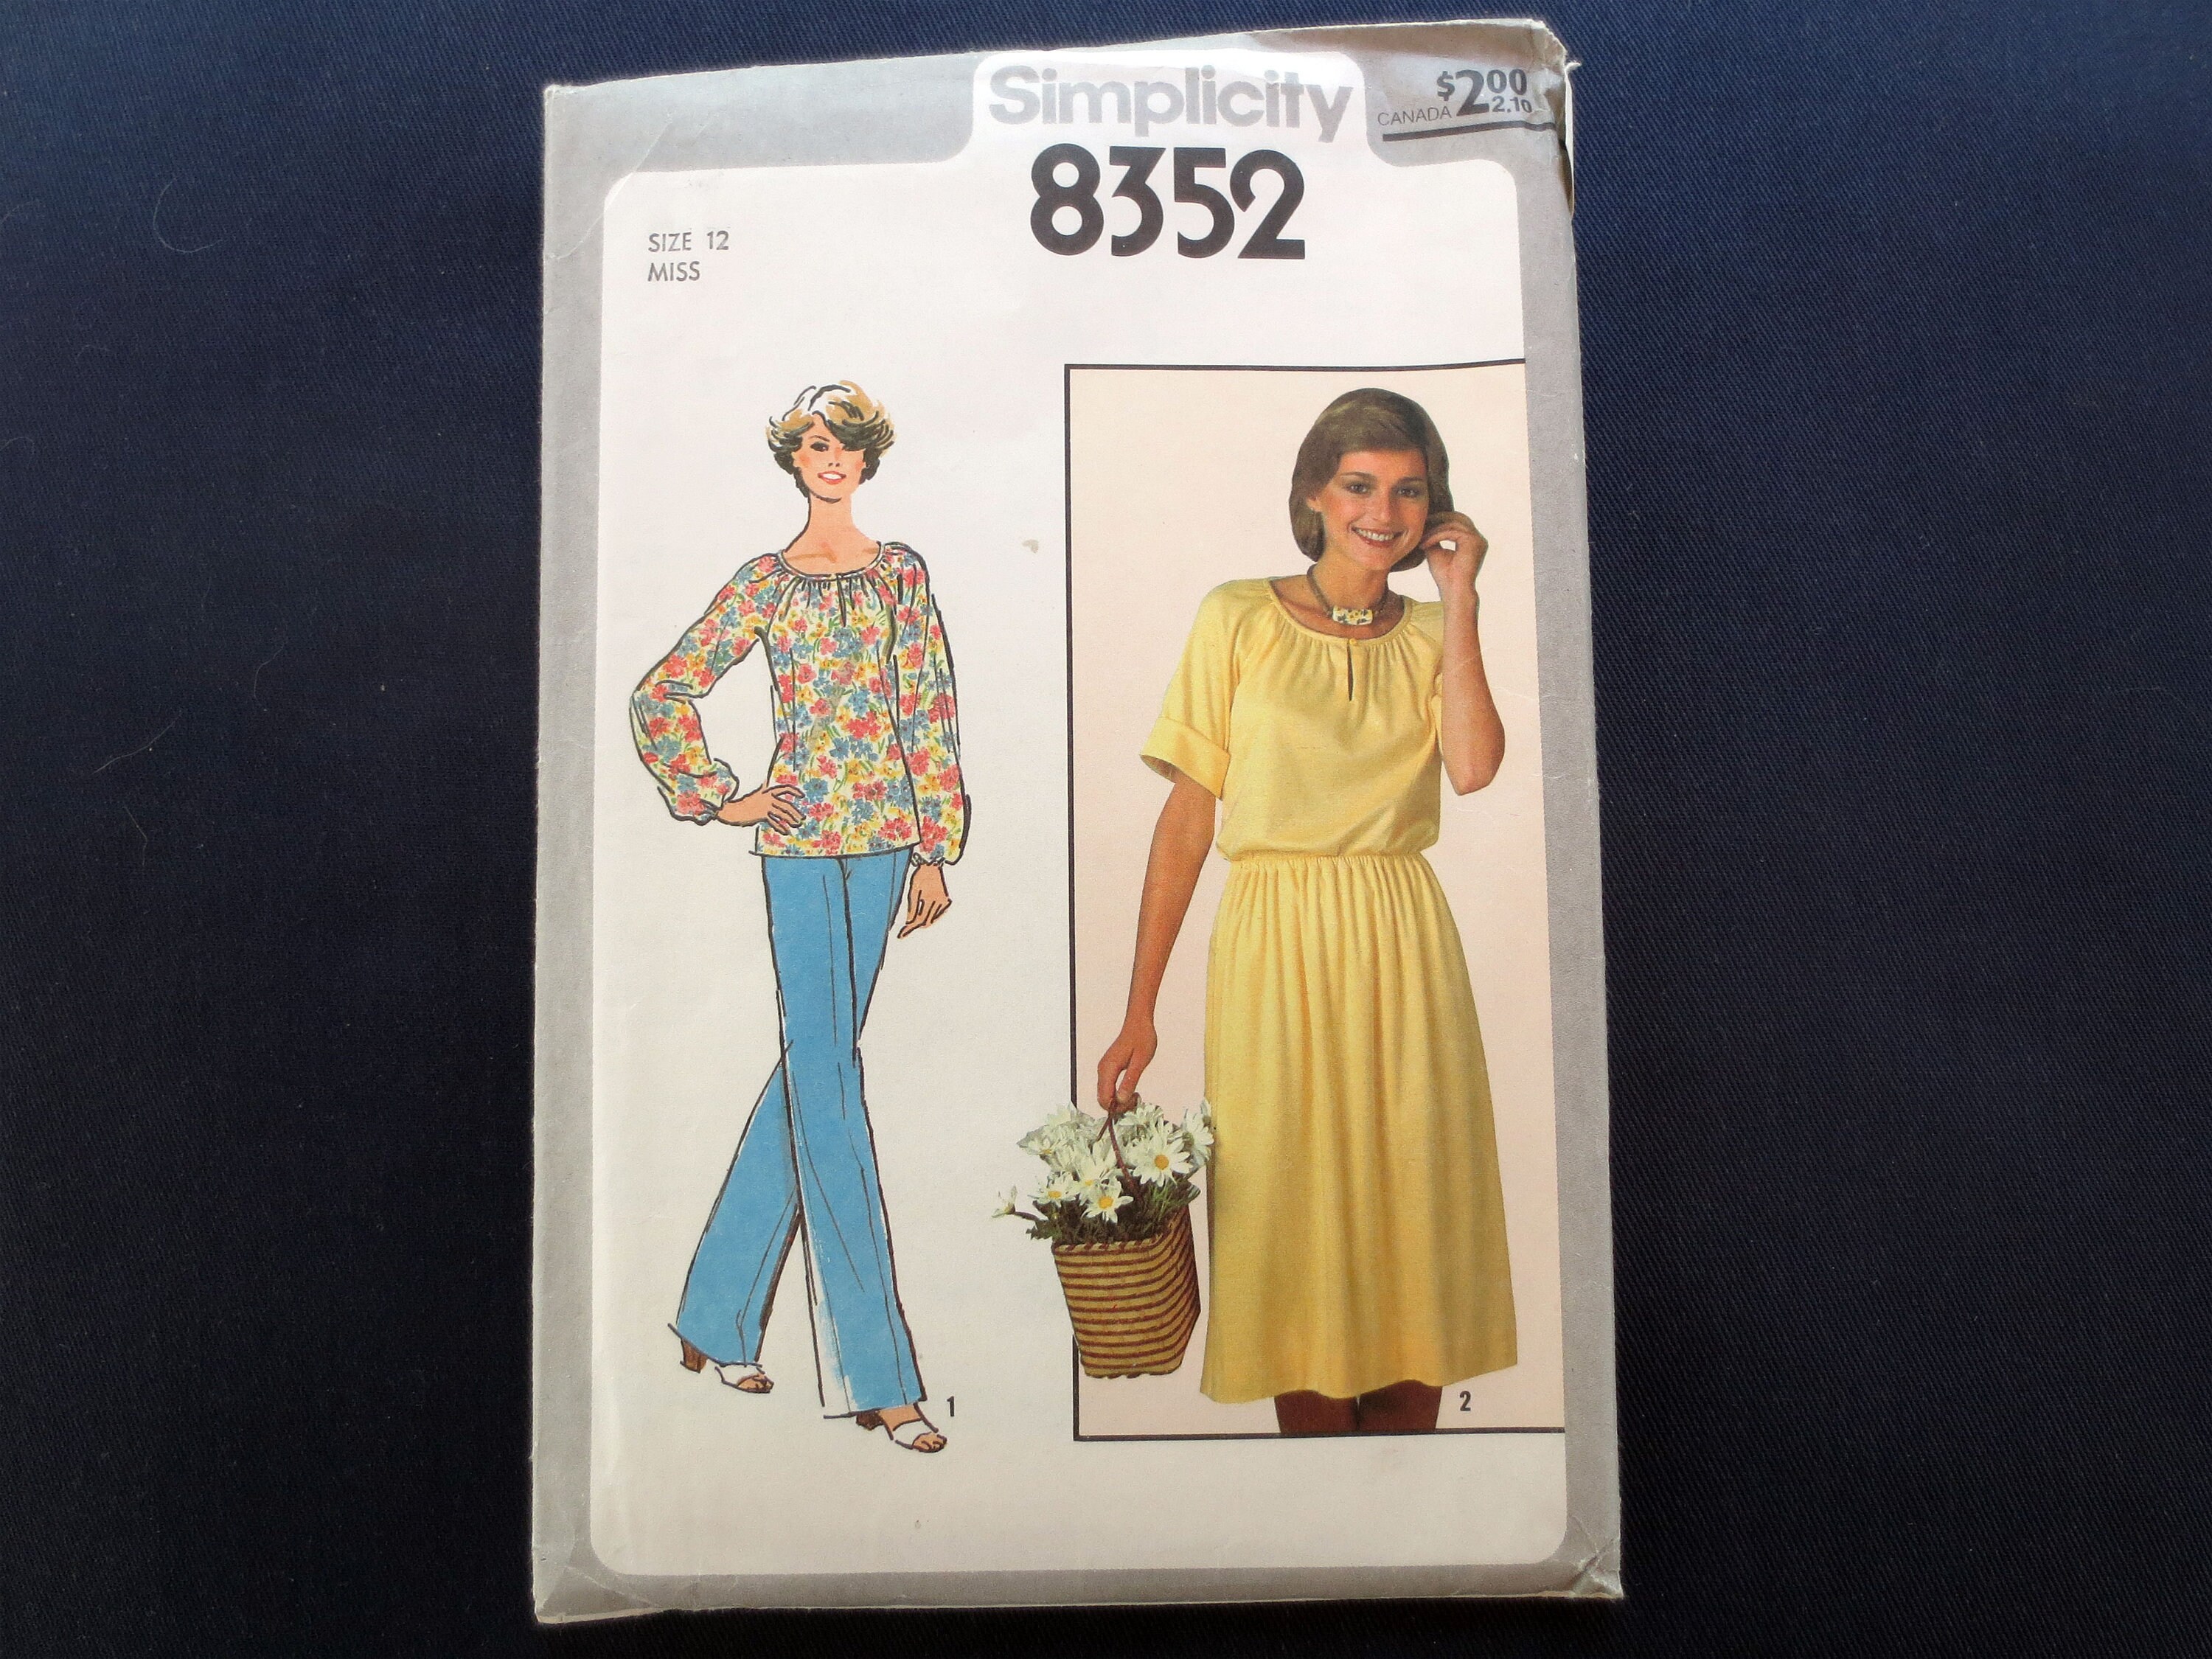 Simplicity
$2.00
CANADA 2.10
8352
SIZE 12
MISS
1
2